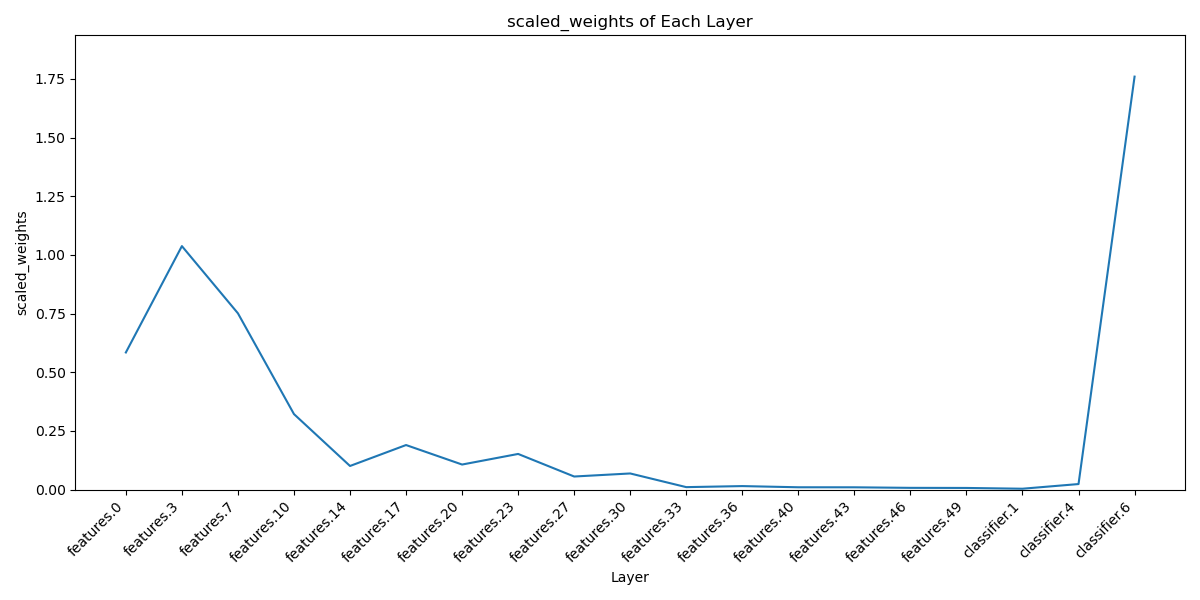 scaled_weights of Each Layer
scaled_weights
1.75
1.50
1.25
1.00
0.75
0.50
0.25
0.00
features.0
features.3
features.7
features.10
features.14
features.17
features.20
features.23
features.27
features.30
features.33
features.36
features.40
features.43
features.46
features.49
classifier.1
classifier.4
classifier.6
Layer